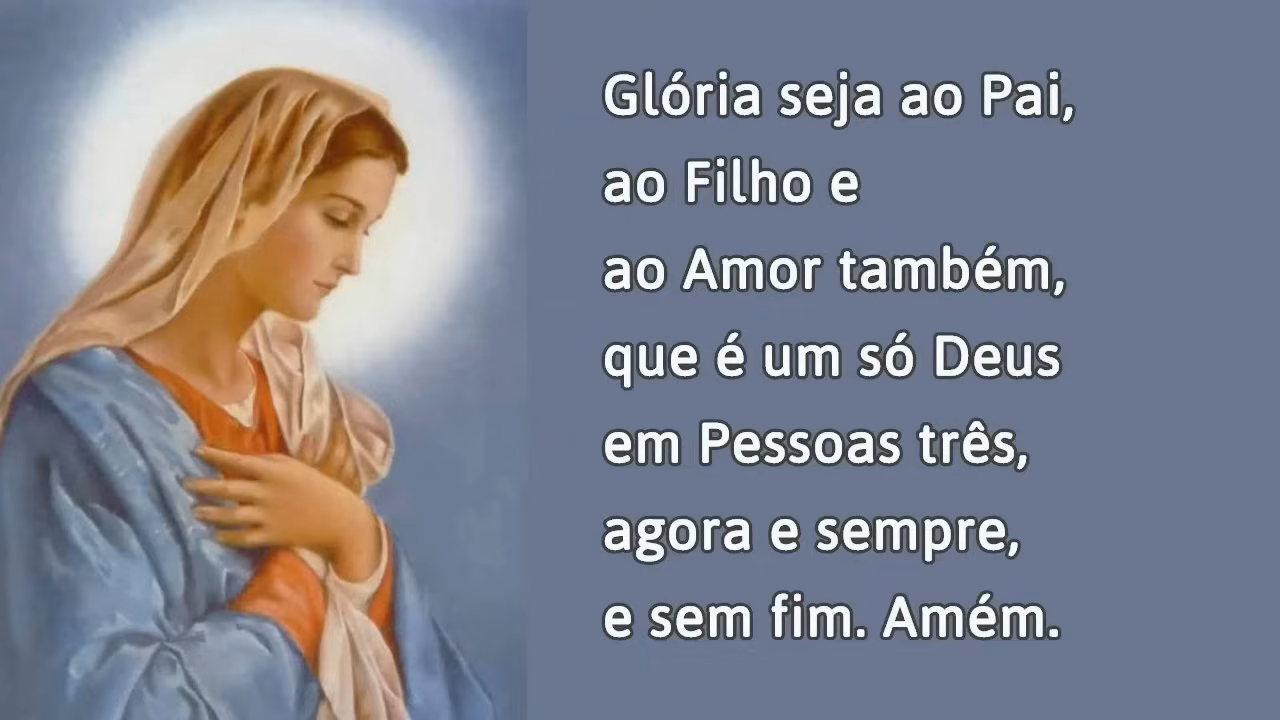 Glória seja ao Pai,
ao Filho e
ao Amor também,
que é um só Deus
em Pessoas três,
agora e sempre,
e sem fim. Amém.